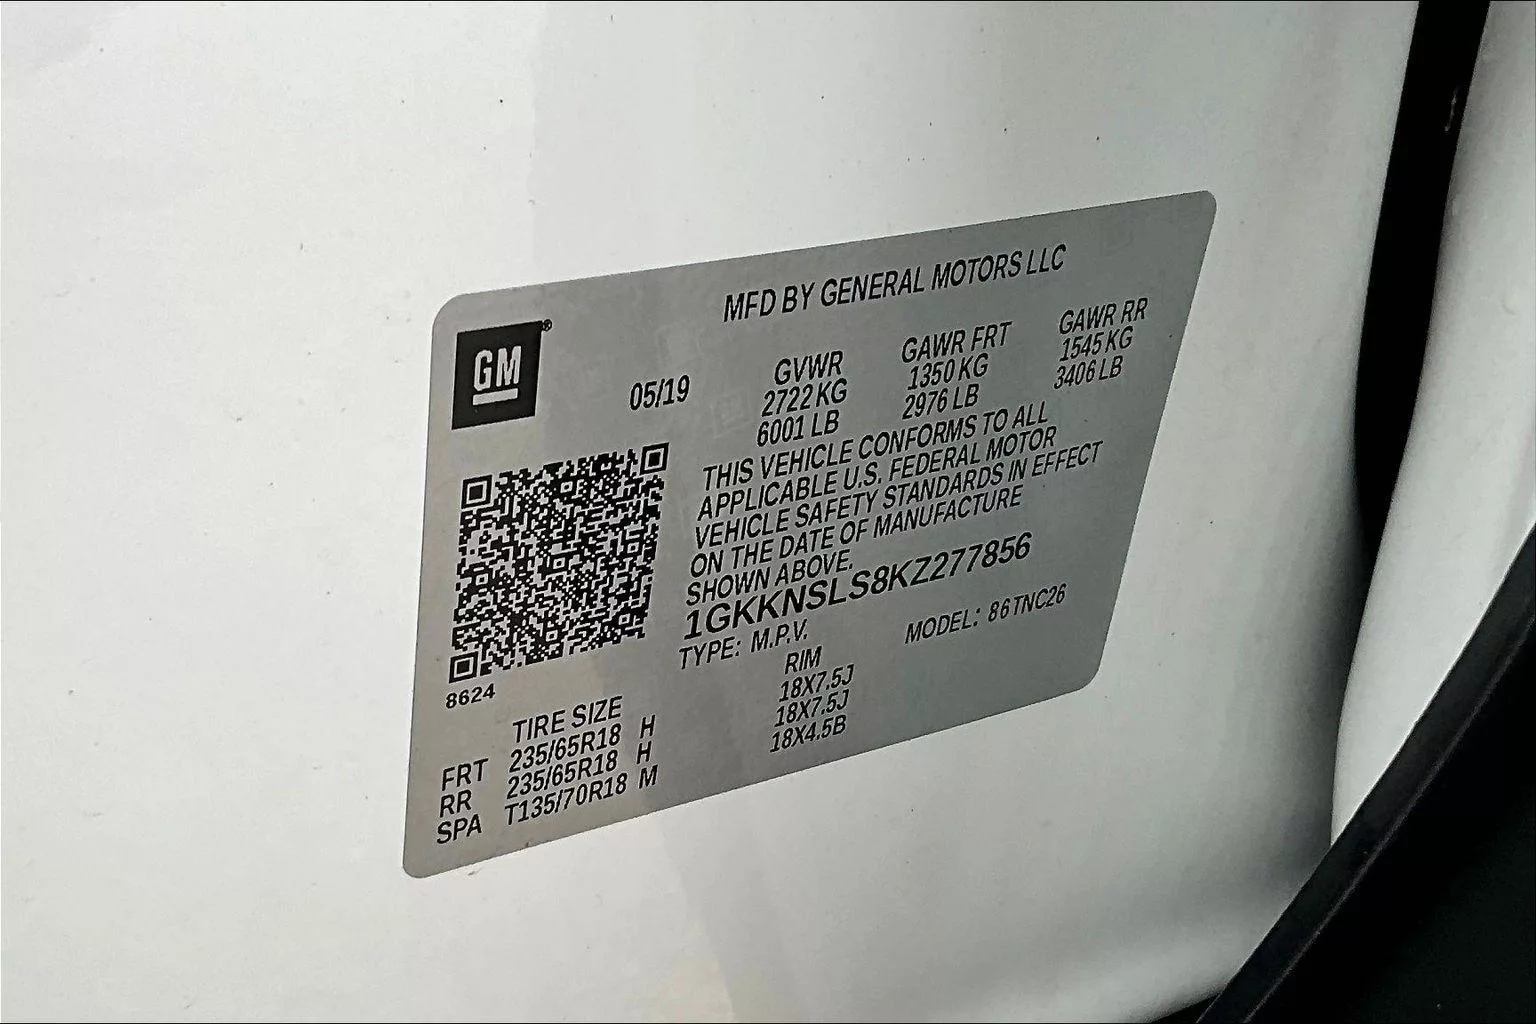 MFD BY GENERAL MOTORS LLC
GM®
05/19
GVWR GAWR FRT GAWR RR
2722 KG 1350 KG 1545 KG
6001 LB 2976 LB 3406 LB
THIS VEHICLE CONFORMS TO ALL
APPLICABLE U.S. FEDERAL MOTOR
VEHICLE SAFETY STANDARDS IN EFFECT
ON THE DATE OF MANUFACTURE
SHOWN ABOVE.
1GKKNSLS8KZ277856
TYPE: M.P.V. MODEL: 86TNC26
8624
TIRE SIZE RIM
FRT 235/65R18 H 18X7.5J
RR 235/65R18 H 18X7.5J
SPA T135/70R18 M 18X4.5B